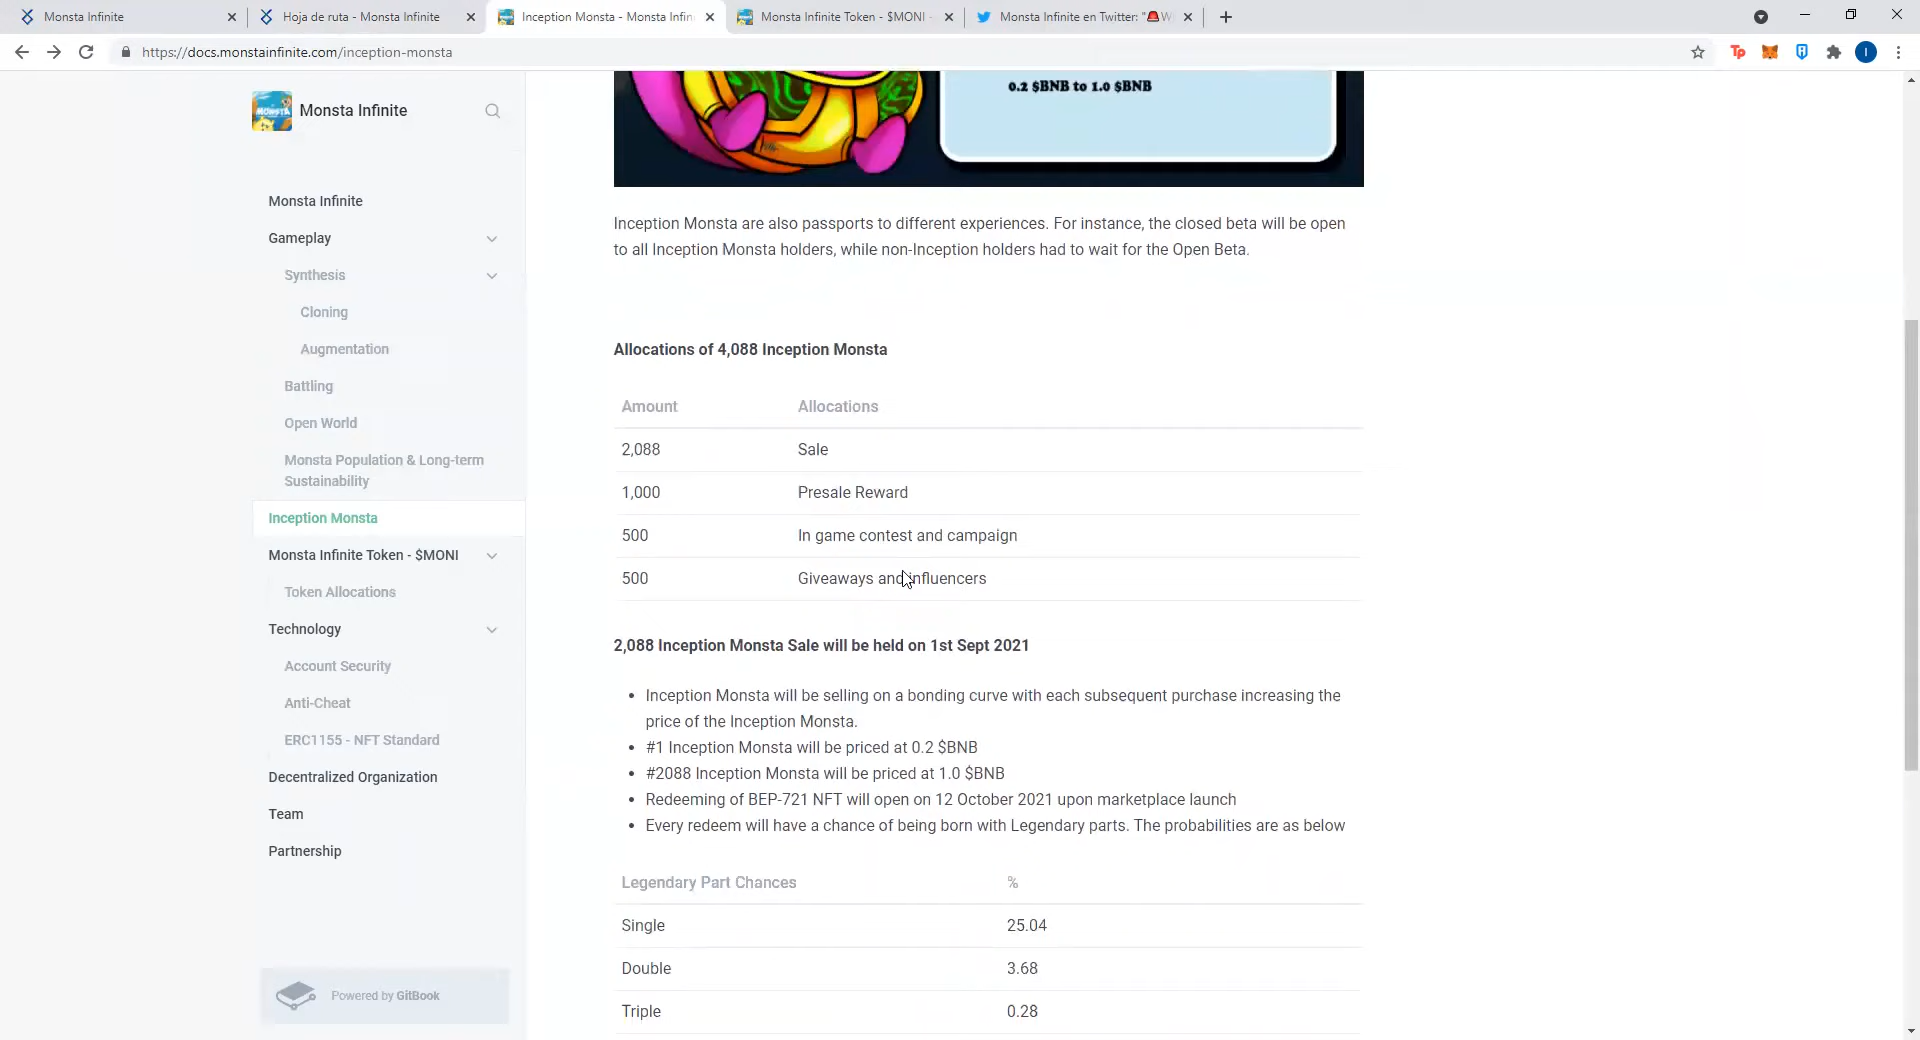 Monsta Infinite
Hoja de ruta - Monsta Infinite
Inception Monsta - Monsta Infin
Monsta Infinite Token - $MONI -
Monsta Infinite en Twitter: "🚨W
https://docs.monstainfinite.com/inception-monsta
Tp
I
Monsta Infinite
Monsta Infinite
Gameplay
Synthesis
Cloning
Augmentation
Battling
Open World
Monsta Population & Long-term
Sustainability
Inception Monsta
Monsta Infinite Token - $MONI
Token Allocations
Technology
Account Security
Anti-Cheat
ERC1155 - NFT Standard
Decentralized Organization
Team
Partnership
Powered by GitBook
0.2 $BNB to 1.0 $BNB
Inception Monsta are also passports to different experiences. For instance, the closed beta will be open
to all Inception Monsta holders, while non-Inception holders had to wait for the Open Beta.
Allocations of 4,088 Inception Monsta
Amount Allocations
2,088 Sale
1,000 Presale Reward
500 In game contest and campaign
500 Giveaways and influencers
2,088 Inception Monsta Sale will be held on 1st Sept 2021
• Inception Monsta will be selling on a bonding curve with each subsequent purchase increasing the
price of the Inception Monsta.
• #1 Inception Monsta will be priced at 0.2 $BNB
• #2088 Inception Monsta will be priced at 1.0 $BNB
• Redeeming of BEP-721 NFT will open on 12 October 2021 upon marketplace launch
• Every redeem will have a chance of being born with Legendary parts. The probabilities are as below
Legendary Part Chances %
Single 25.04
Double 3.68
Triple 0.28